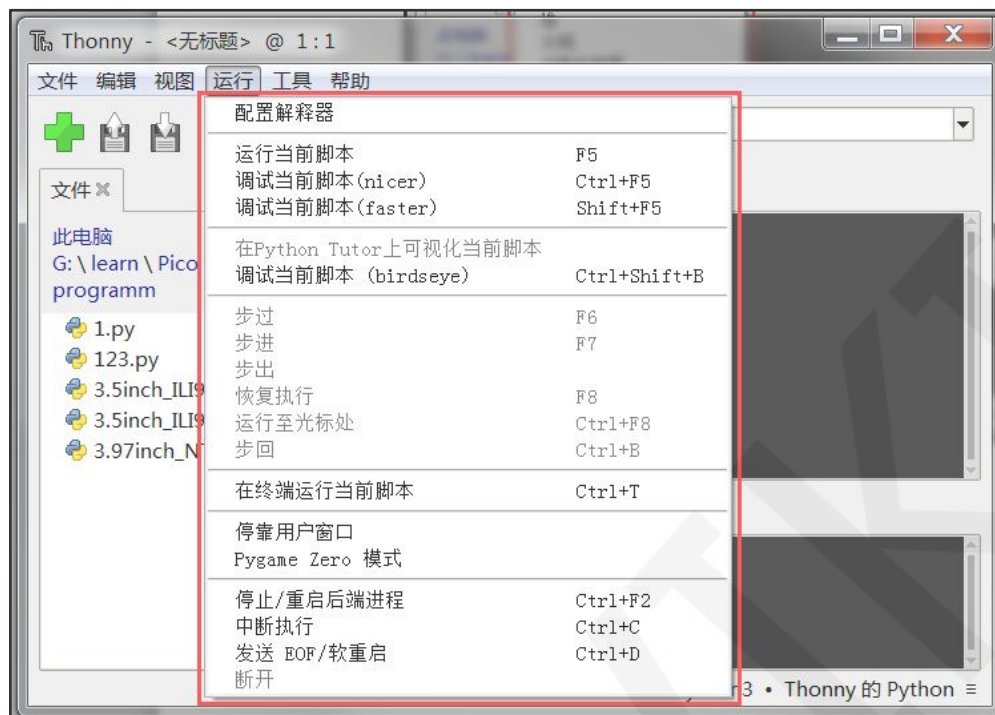 Thonny - <无标题> @ 1:1
文件 编辑 视图 运行 工具 帮助
配置解释器
运行当前脚本 F5
调试当前脚本(nicer) Ctrl+F5
调试当前脚本(faster) Shift+F5
在Python Tutor上可视化当前脚本
调试当前脚本 (birdseye) Ctrl+Shift+B
步过 F6
步进 F7
步出
恢复执行 F8
运行至光标处 Ctrl+F8
步回 Ctrl+B
在终端运行当前脚本 Ctrl+T
停靠用户窗口
Pygame Zero 模式
停止/重启后端进程 Ctrl+F2
中断执行 Ctrl+C
发送 EOF/软重启 Ctrl+D
断开
文件
此电脑
G: \ learn \ Pico
programm
1.py
123.py
3.5inch_ILI9
3.5inch_ILI9
3.97inch_N
3 • Thonny 的 Python ≡